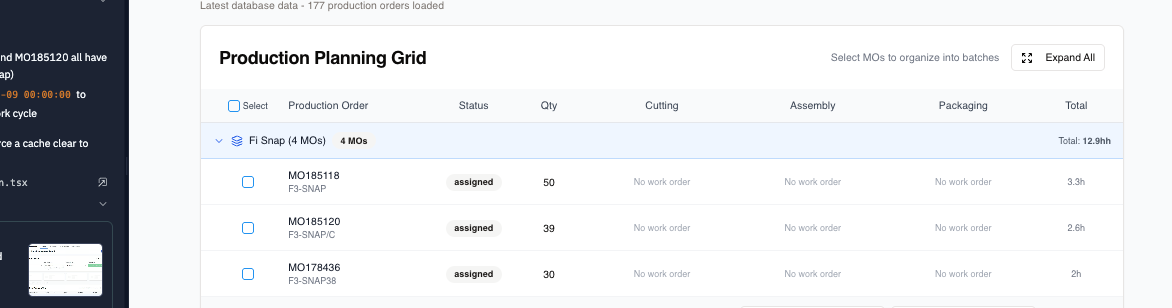 Latest database data - 177 production orders loaded
nd MO185120 all have
ap)
-09 00:00:00 to
rk cycle
rce a cache clear to
n.tsx
d
Production Planning Grid
Select MOs to organize into batches
Expand All
Select Production Order Status Qty Cutting Assembly Packaging Total
Fi Snap (4 MOs) 4 MOs Total: 12.9hh
MO185118
F3-SNAP
assigned 50 No work order No work order No work order 3.3h
MO185120
F3-SNAP/C
assigned 39 No work order No work order No work order 2.6h
MO178436
F3-SNAP38
assigned 30 No work order No work order No work order 2h